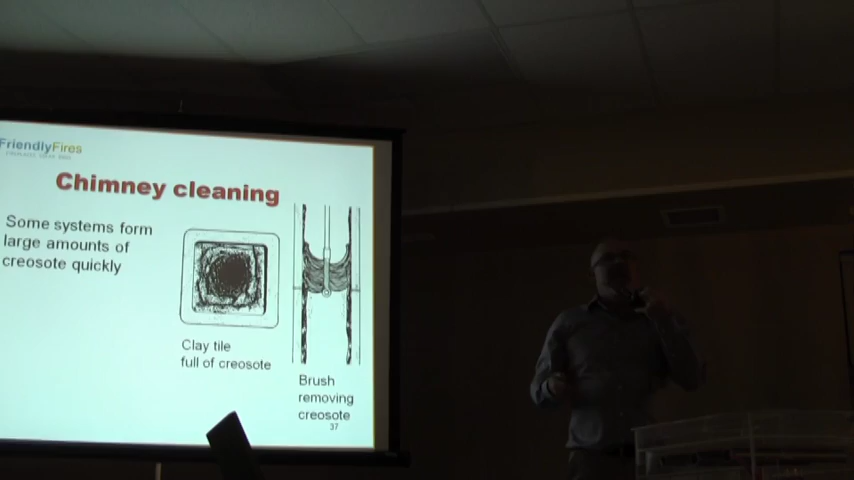 FriendlyFires
Chimney cleaning
Some systems form
large amounts of
creosote quickly
Clay tile
full of creosote
Brush
removing
creosote
37